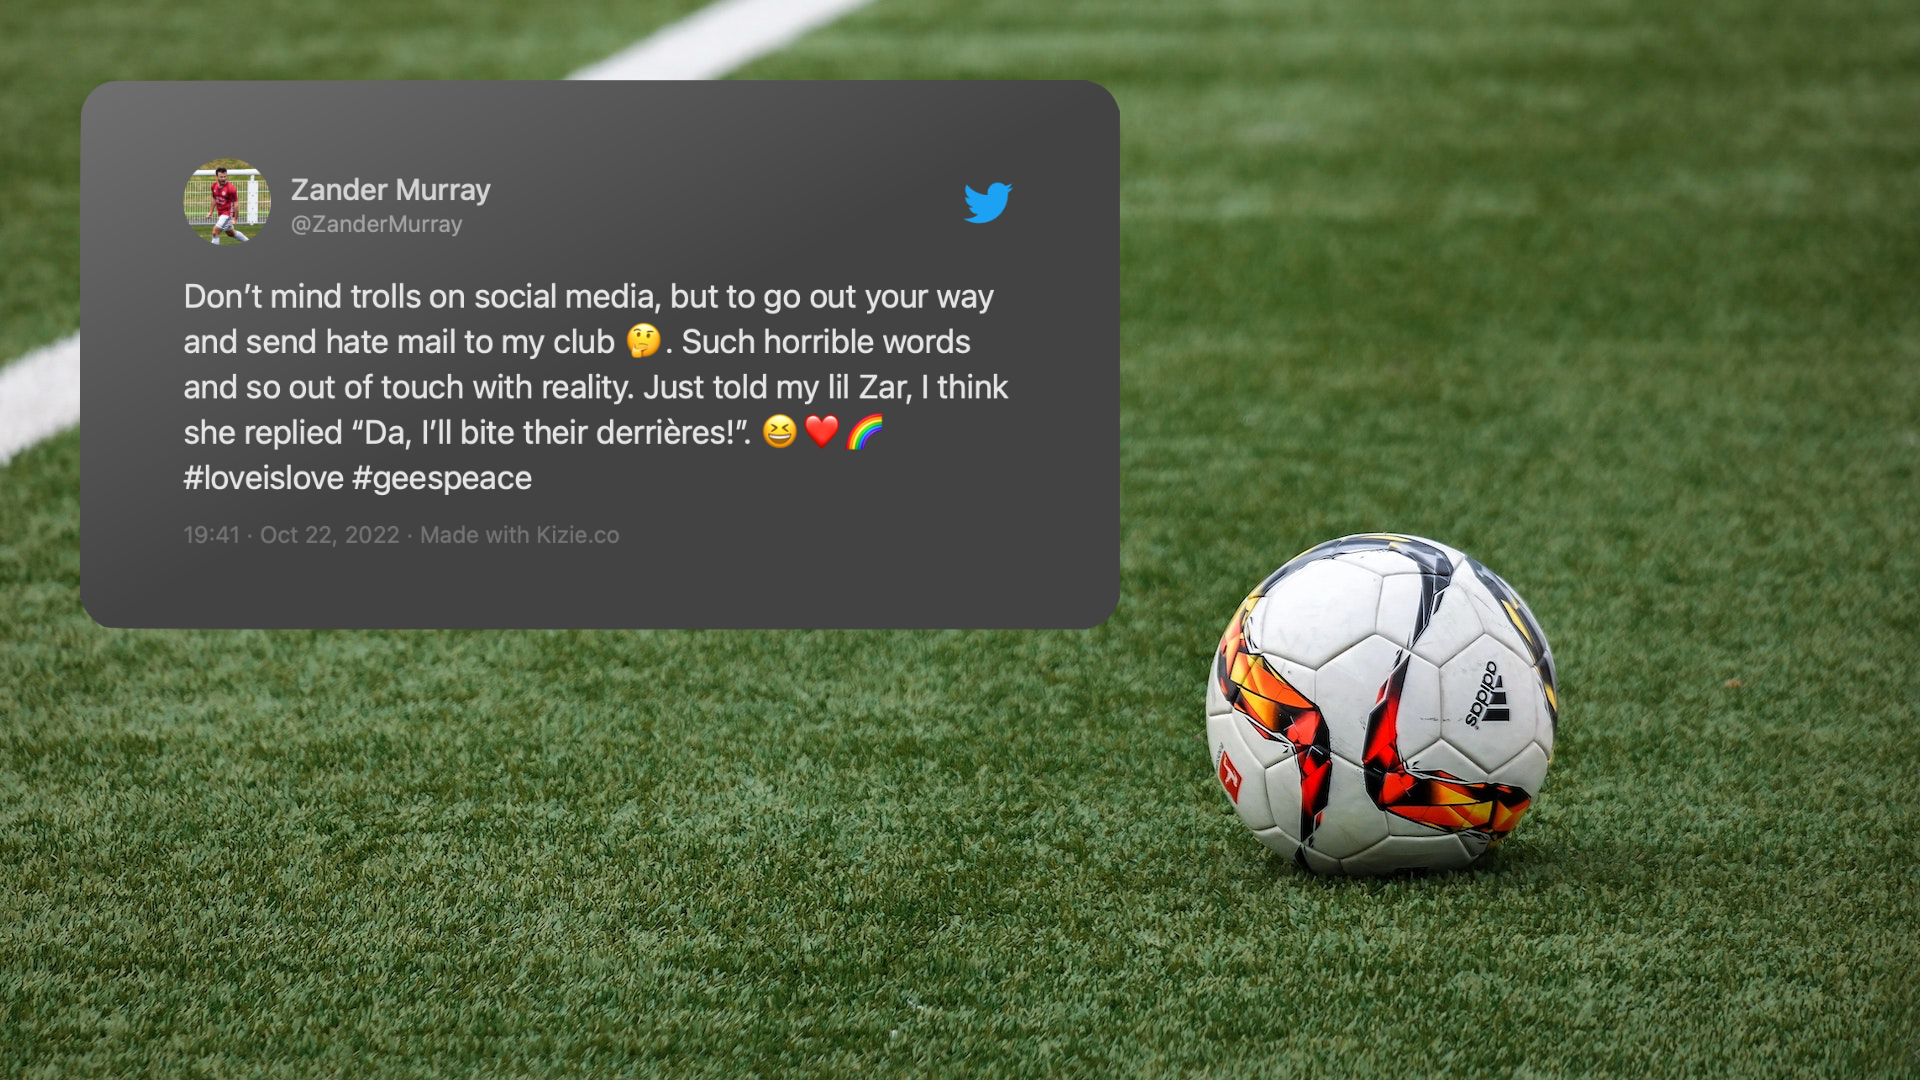 Zander Murray
@ZanderMurray
Don’t mind trolls on social media, but to go out your way
and send hate mail to my club 🤔. Such horrible words
and so out of touch with reality. Just told my lil Zar, I think
she replied “Da, I’ll bite their derrières!”. 😆❤️🌈
#loveislove #geespeace
19:41 · Oct 22, 2022 · Made with Kizie.co
adidas